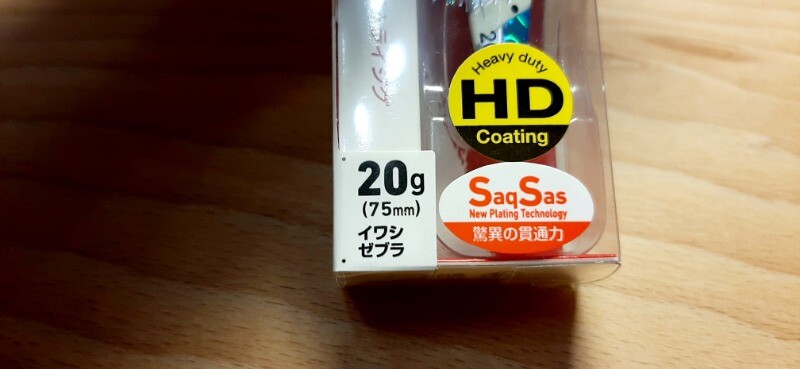 Heavy duty
HD
Coating
20g
(75mm)
イワシ
ゼブラ
SaqSas
New Plating Technology
驚異の貫通力